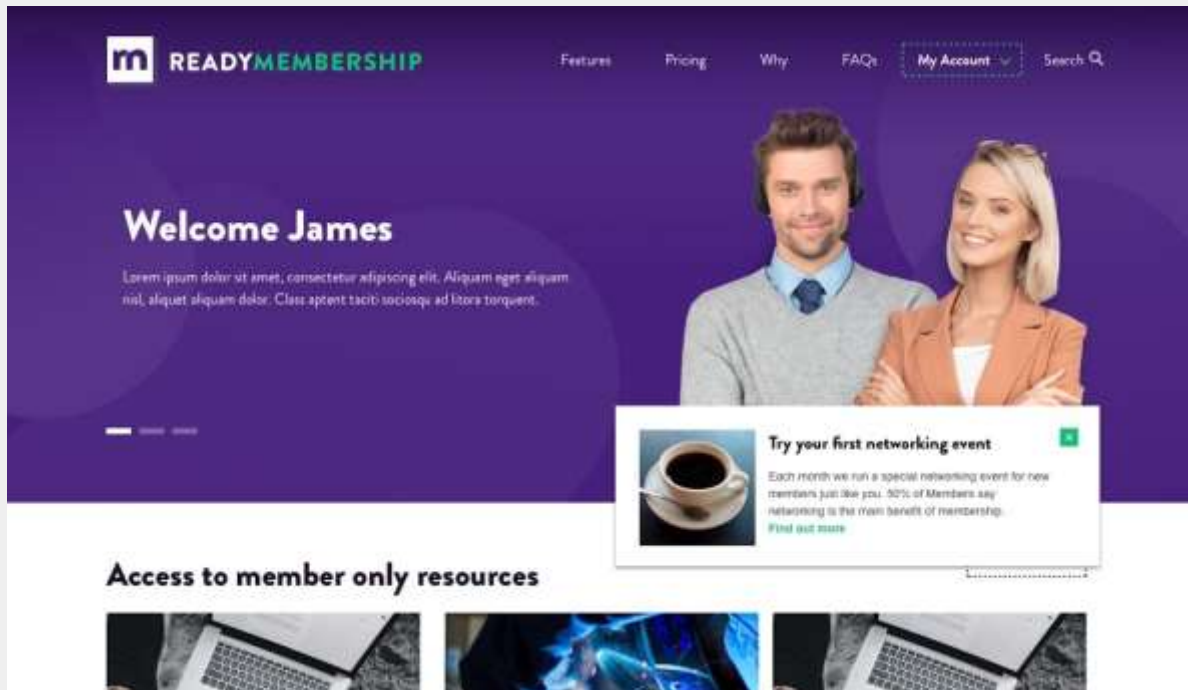 m READYMEMBERSHIP
Features Pricing Why FAQs My Account Search
Welcome James
Lorem ipsum dolor sit amet, consectetur adipiscing elit. Aliquam eget aliquam
nisl, aliquet aliquam dolor. Class aptent taciti sociosqu ad litora torquent.
Try your first networking event
Each month we run a special networking event for new
members just like you. 50% of Members say
networking is the main benefit of membership.
Find out more
Access to member only resources